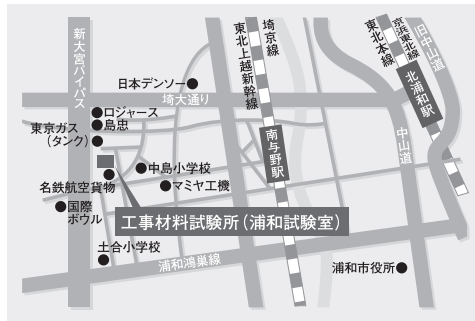 新大宮バイパス
日本デンソー
埼大通り
東北上越新幹線
埼京線
東北本線
京浜東北線
旧中山道
北浦和駅
ロジャース
島忠
東京ガス
(タンク)
南与野駅
中山道
中島小学校
名鉄航空貨物
マミヤ工機
国際
ボウル
工事材料試験所(浦和試験室)
土合小学校
浦和鴻巣線
浦和市役所